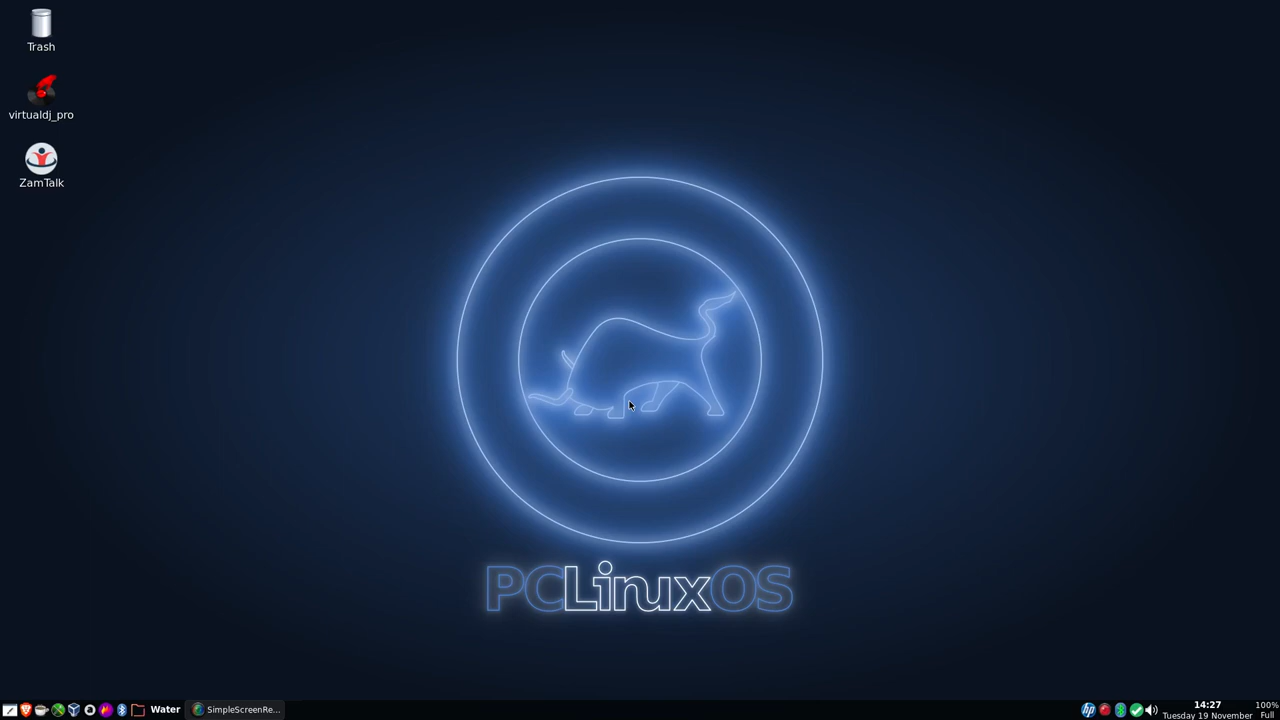 Trash
virtualdj_pro
ZamTalk
PCLinuxOS
Water
SimpleScreenRe...
14:27
Tuesday 19 November
100%
Full